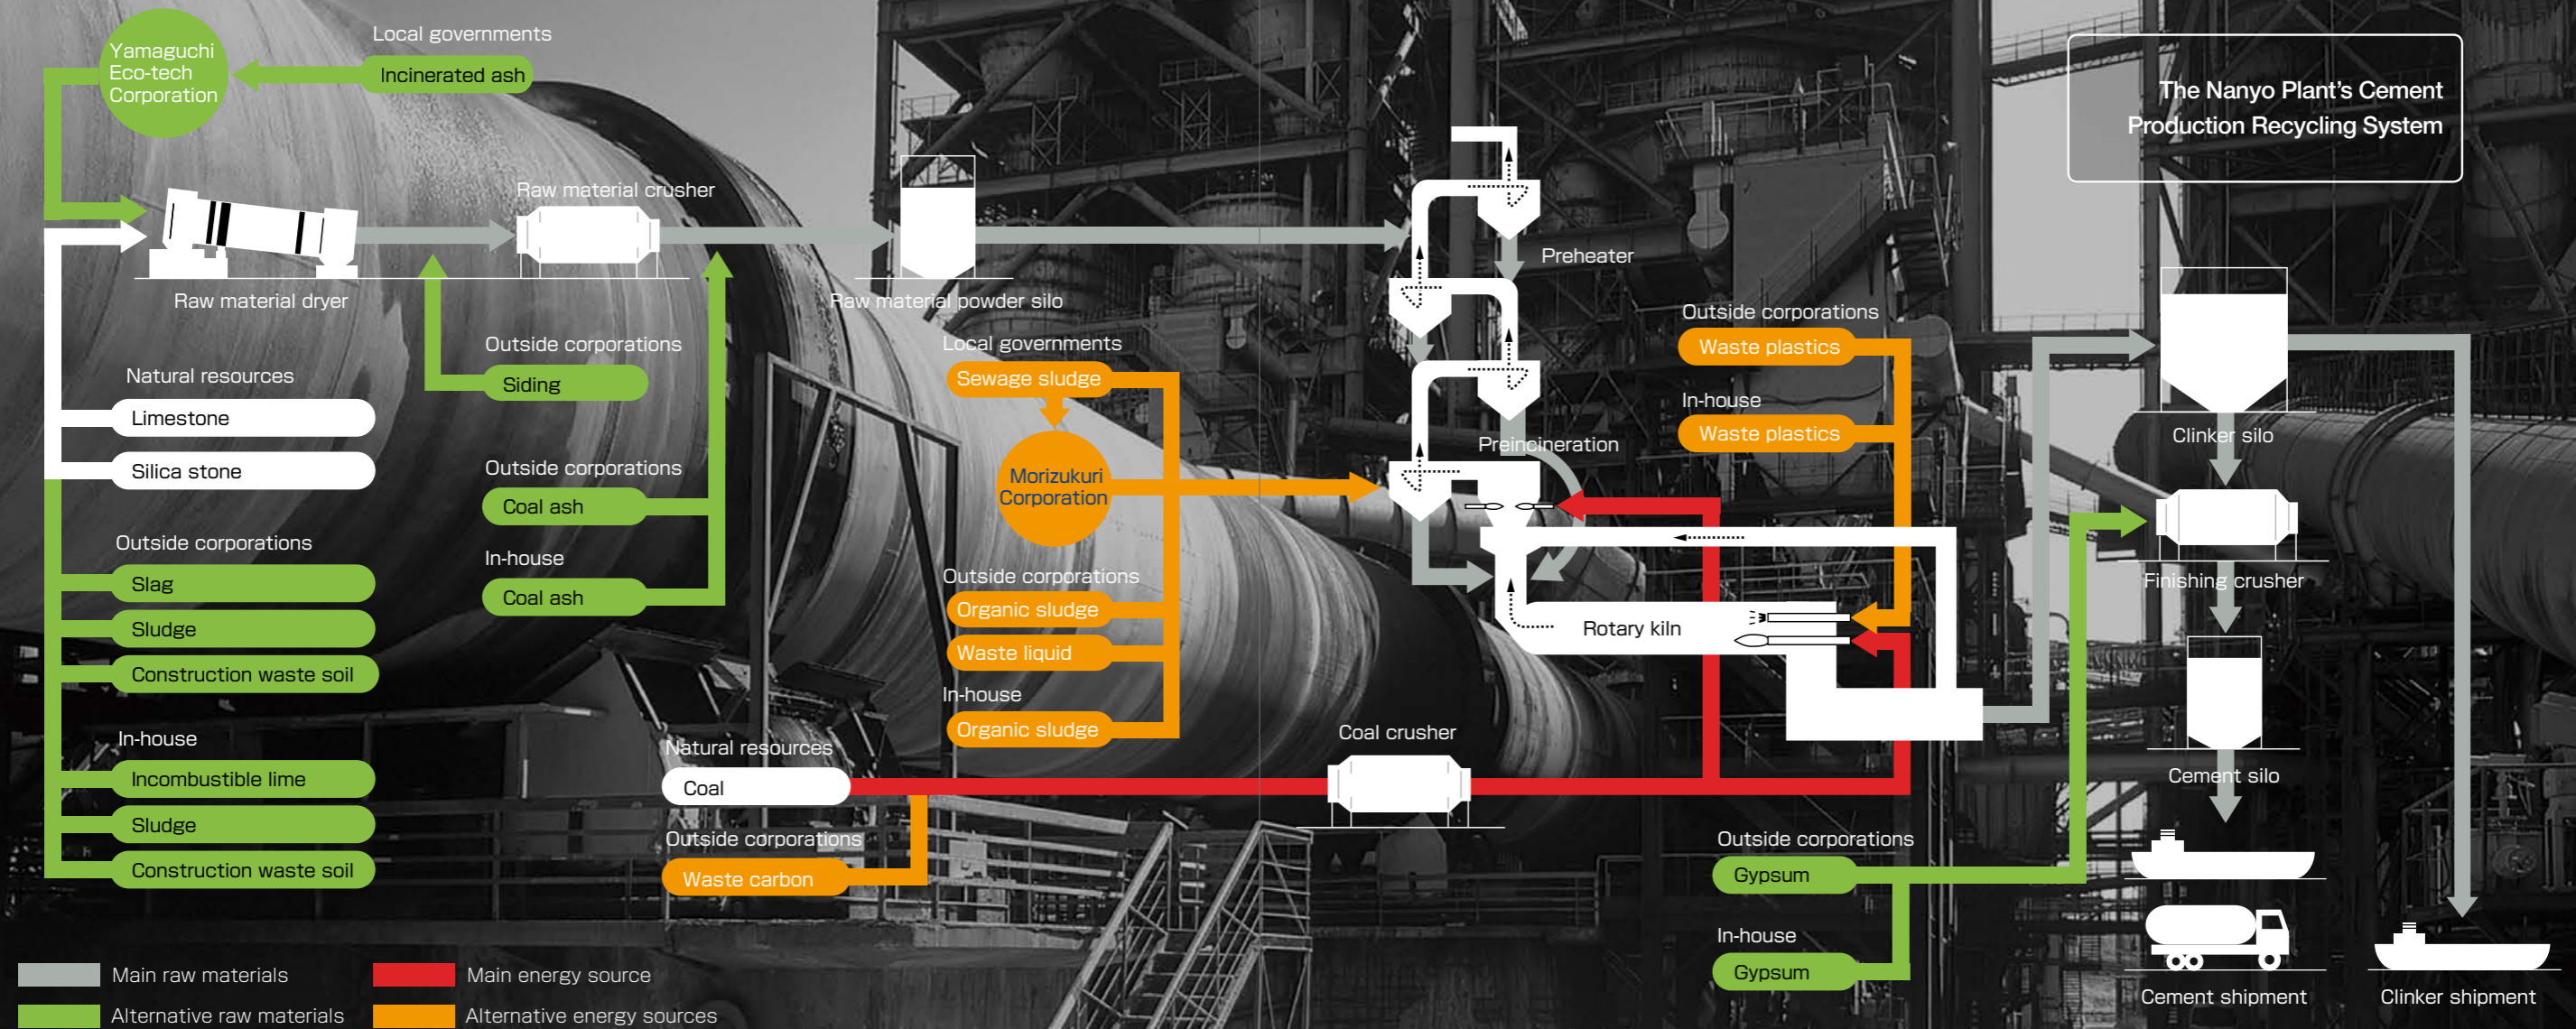 The Nanyo Plant's Cement
Production Recycling System
Yamaguchi
Eco-tech
Corporation
Local governments
Incinerated ash
Raw material dryer
Raw material crusher
Raw material powder silo
Natural resources
Limestone
Silica stone
Outside corporations
Slag
Sludge
Construction waste soil
In-house
Incombustible lime
Sludge
Construction waste soil
Outside corporations
Siding
Outside corporations
Coal ash
In-house
Coal ash
Local governments
Sewage sludge
Morizukuri
Corporation
Outside corporations
Organic sludge
Waste liquid
In-house
Organic sludge
Natural resources
Coal
Outside corporations
Waste carbon
Coal crusher
Preheater
Preincineration
Rotary kiln
Outside corporations
Waste plastics
In-house
Waste plastics
Outside corporations
Gypsum
In-house
Gypsum
Clinker silo
Finishing crusher
Cement silo
Cement shipment
Clinker shipment
Main raw materials
Main energy source
Alternative raw materials
Alternative energy sources